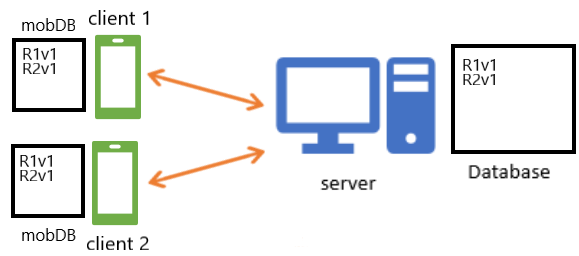 mobDB
client 1
R1v1
R2v1
R1v1
R2v1
mobDB
client 2
server
R1v1
R2v1
Database